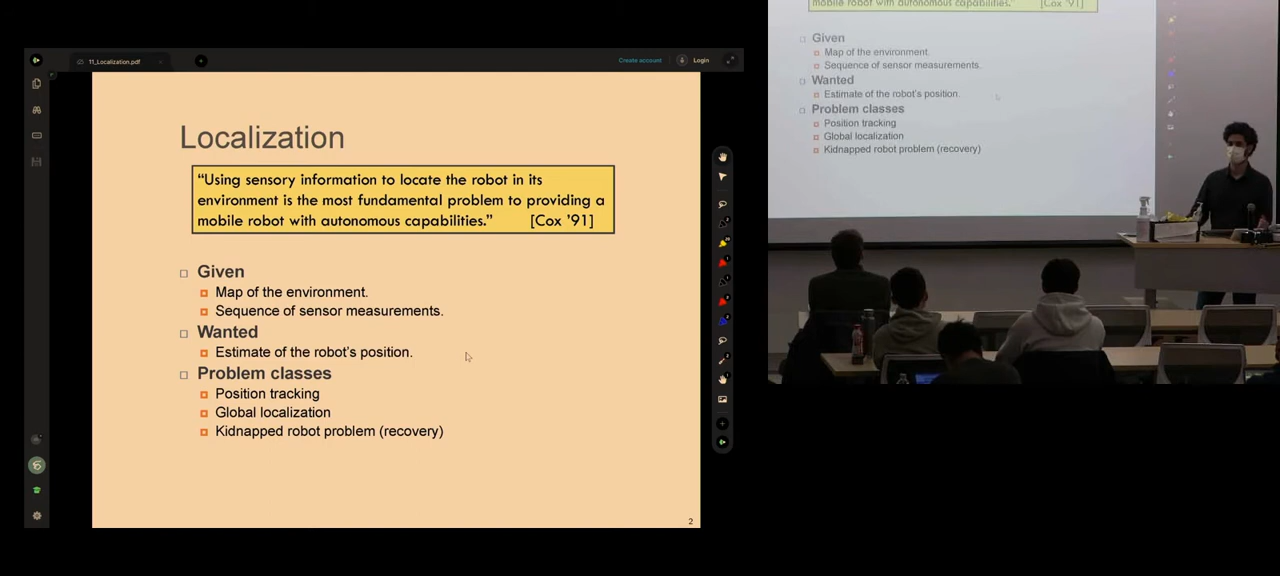 11_Localization.pdf
Create account
Login
Localization
“Using sensory information to locate the robot in its
environment is the most fundamental problem to providing a
mobile robot with autonomous capabilities.” [Cox ’91]
Given
Map of the environment.
Sequence of sensor measurements.
Wanted
Estimate of the robot’s position.
Problem classes
Position tracking
Global localization
Kidnapped robot problem (recovery)
2
mobile robot with autonomous capabilities.” [Cox ’91]
Given
Map of the environment.
Sequence of sensor measurements.
Wanted
Estimate of the robot’s position.
Problem classes
Position tracking
Global localization
Kidnapped robot problem (recovery)